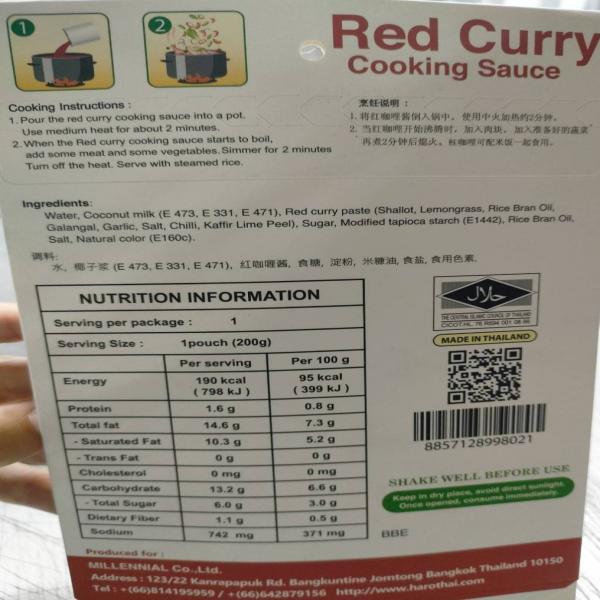 1
2
Red Curry
Cooking Sauce
Cooking Instructions :
1. Pour the red curry cooking sauce into a pot.
Use medium heat for about 2 minutes.
2. When the Red curry cooking sauce starts to boil,
add some meat and some vegetables. Simmer for 2 minutes
Turn off the heat. Serve with steamed rice.
烹饪说明 :
1. 将红咖哩酱倒入锅中。 使用中火加热约2分钟。
2. 当红咖哩开始沸腾时, 加入肉块。 加入准备好的蔬菜
再煮2分钟后熄火。 红咖哩可配米饭一起食用。
Ingredients:
Water, Coconut milk (E 473, E 331, E 471), Red curry paste (Shallot, Lemongrass, Rice Bran Oil,
Galangal, Garlic, Salt, Chilli, Kaffir Lime Peel), Sugar, Modified tapioca starch (E1442), Rice Bran Oil,
Salt, Natural color (E160c).
调料:
水, 椰子浆 (E 473, E 331, E 471), 红咖喱酱, 食糖, 淀粉, 米糠油, 食盐, 食用色素.
NUTRITION INFORMATION
Serving per package : 1
Serving Size : 1pouch (200g)
Per serving Per 100 g
Energy 190 kcal 95 kcal
( 798 kJ ) ( 399 kJ )
Protein 1.6 g 0.8 g
Total fat 14.6 g 7.3 g
- Saturated Fat 10.3 g 5.2 g
- Trans Fat 0 g 0 g
Cholesterol 0 mg 0 mg
Carbohydrate 13.2 g 6.6 g
- Total Sugar 6.0 g 3.0 g
Dietary Fiber 1.1 g 0.5 g
Sodium 742 mg 371 mg
حلال
THE CENTRAL ISLAMIC COUNCIL OF THAILAND
MADE IN THAILAND
8857128998021
SHAKE WELL BEFORE USE
Keep in dry place, avoid direct sunlight.
Once opened, consume immediately.
BBE
Produced for :
MILLENNIAL Co.,Ltd.
Address : 123/22 Kanrapapuk Rd. Bangkuntine Jomtong Bangkok Thailand 10150
Tel : +(66)814195959 / +(66)642879156 http://www.harothai.com